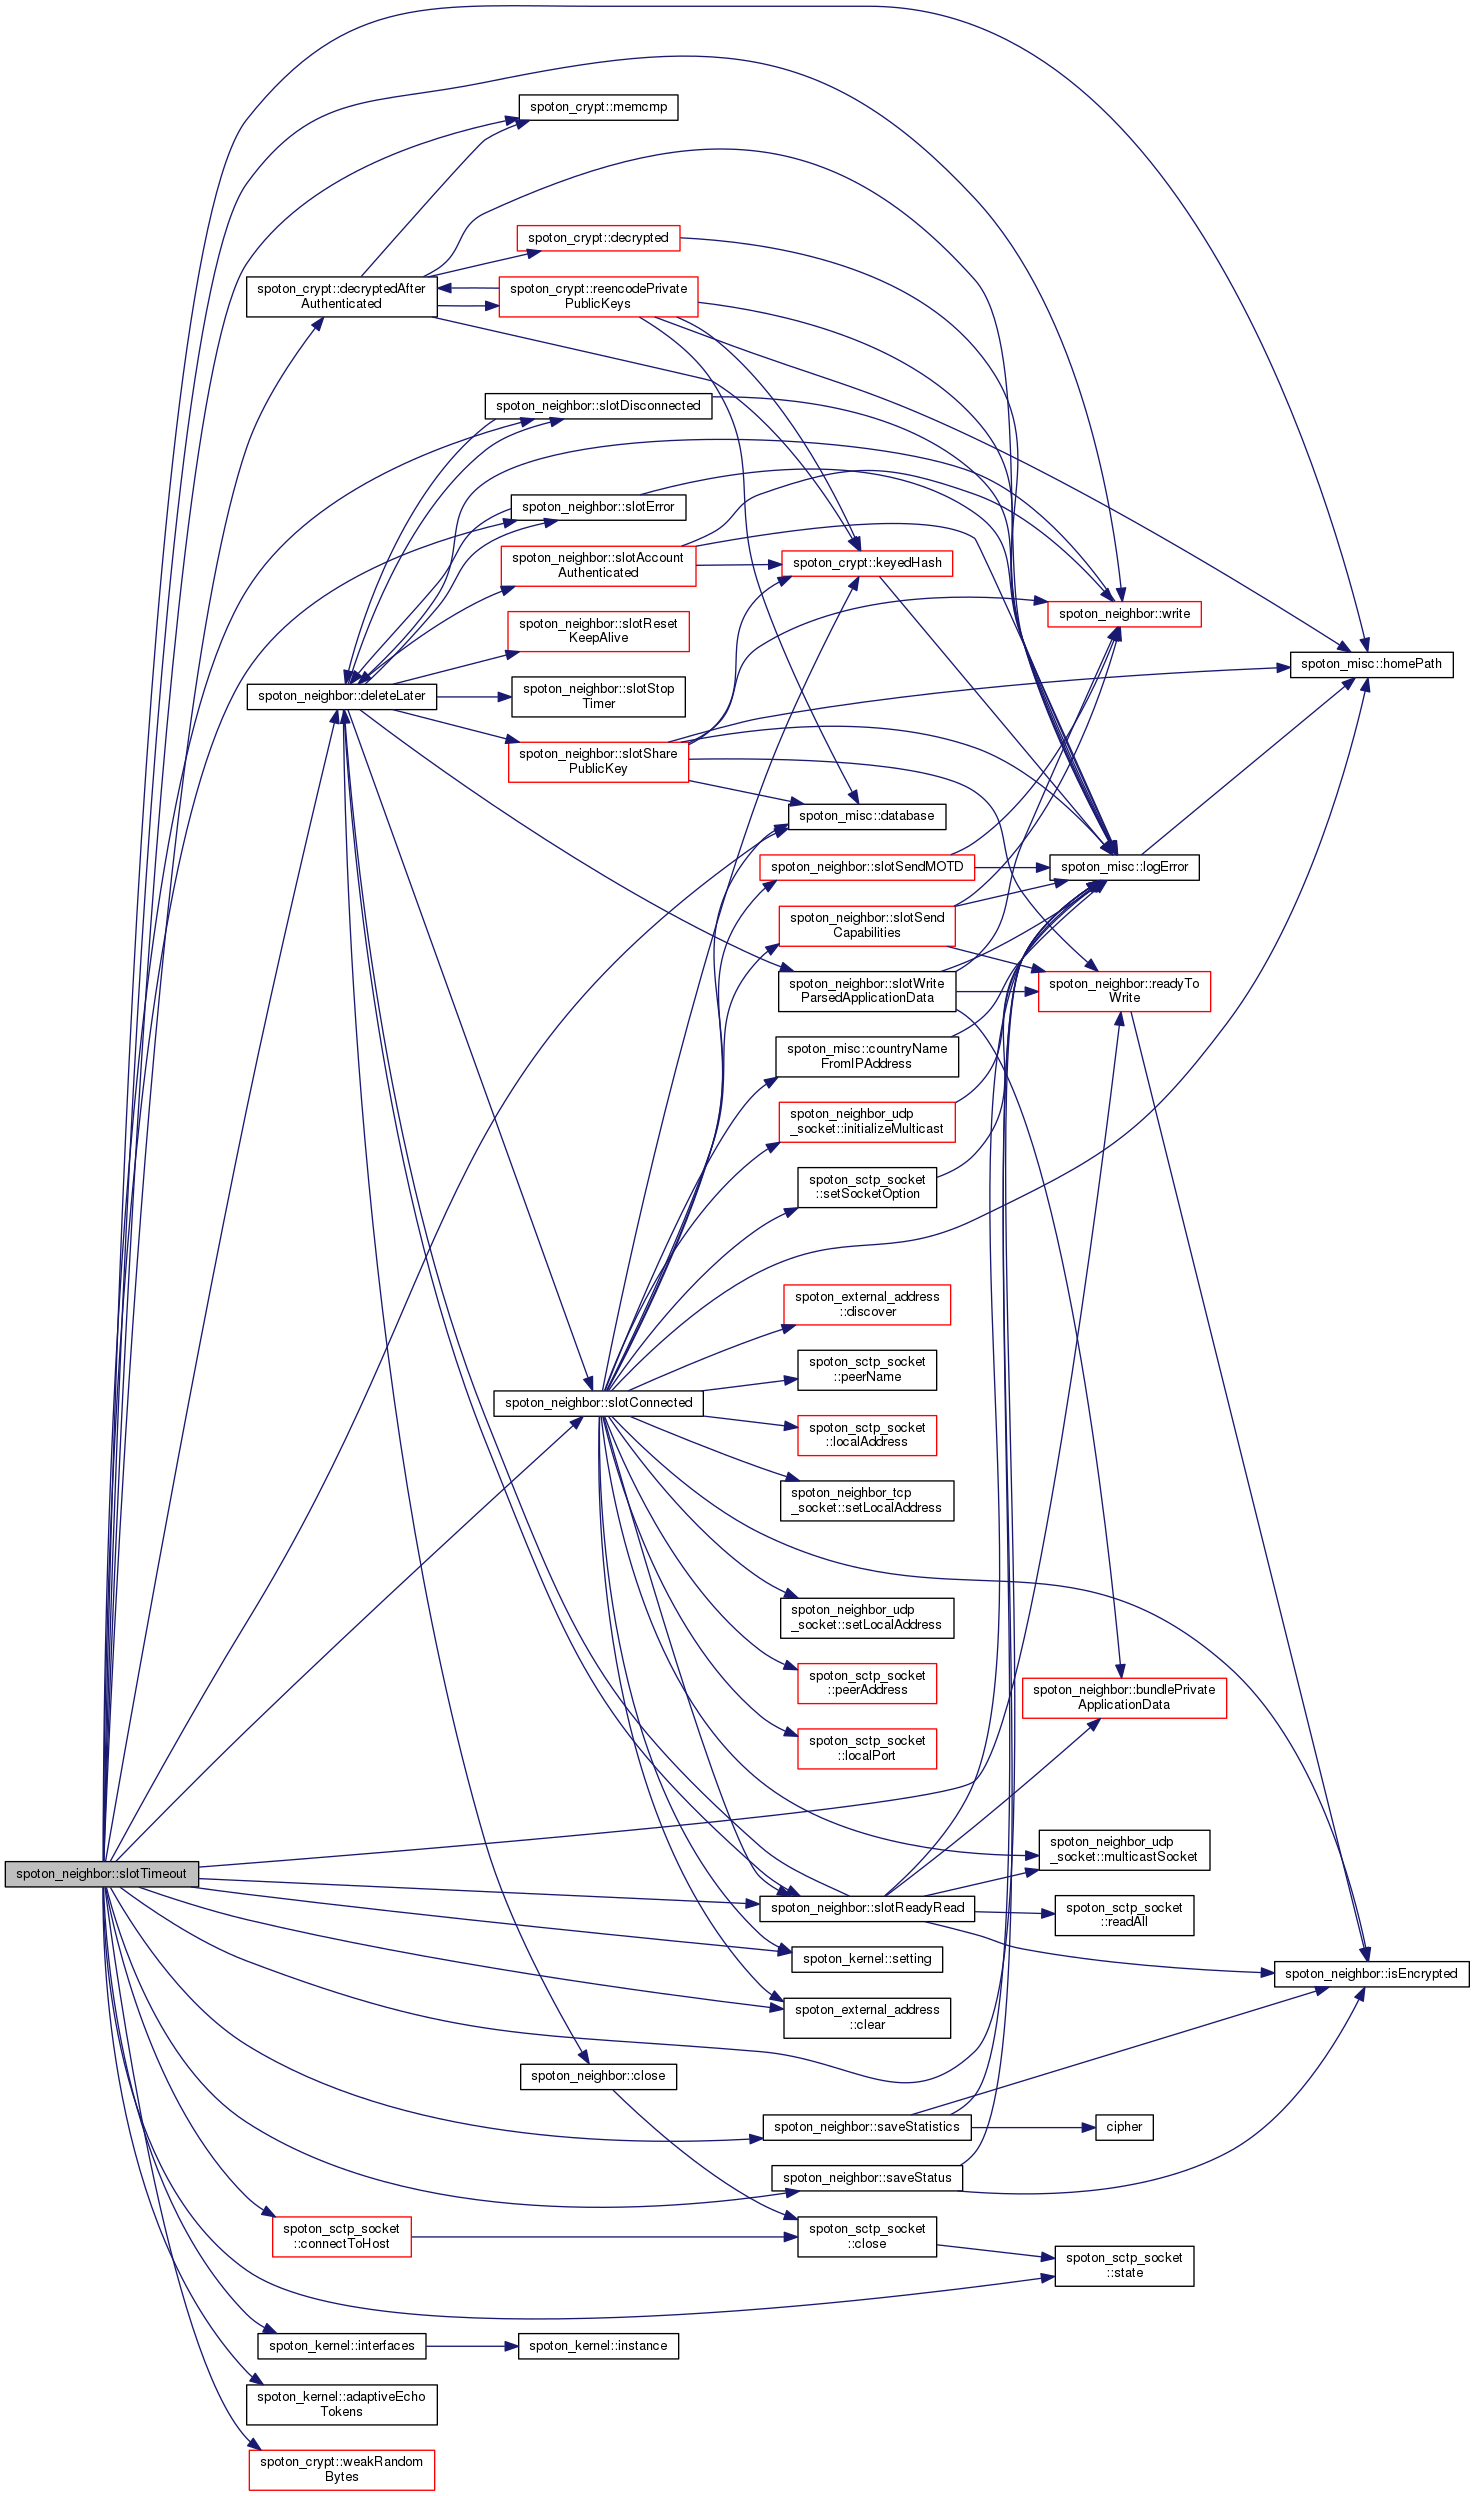 spoton_crypt::memcmp
spoton_crypt::decrypted
spoton_crypt::decryptedAfter
Authenticated
spoton_crypt::reencodePrivate
PublicKeys
spoton_neighbor::slotDisconnected
spoton_neighbor::slotError
spoton_neighbor::slotAccount
Authenticated
spoton_crypt::keyedHash
spoton_neighbor::write
spoton_neighbor::slotReset
KeepAlive
spoton_misc::homePath
spoton_neighbor::deleteLater
spoton_neighbor::slotStop
Timer
spoton_neighbor::slotShare
PublicKey
spoton_misc::database
spoton_neighbor::slotSendMOTD
spoton_misc::logError
spoton_neighbor::slotSend
Capabilities
spoton_neighbor::slotWrite
ParsedApplicationData
spoton_neighbor::readyTo
Write
spoton_misc::countryName
FromIPAddress
spoton_neighbor_udp
_socket::initializeMulticast
spoton_sctp_socket
::setSocketOption
spoton_external_address
::discover
spoton_sctp_socket
::peerName
spoton_neighbor::slotConnected
spoton_sctp_socket
::localAddress
spoton_neighbor_tcp
_socket::setLocalAddress
spoton_neighbor_udp
_socket::setLocalAddress
spoton_sctp_socket
::peerAddress
spoton_neighbor::bundlePrivate
ApplicationData
spoton_sctp_socket
::localPort
spoton_neighbor_udp
_socket::multicastSocket
spoton_neighbor::slotTimeout
spoton_neighbor::slotReadyRead
spoton_sctp_socket
::readAll
spoton_kernel::setting
spoton_neighbor::isEncrypted
spoton_external_address
::clear
spoton_neighbor::close
spoton_neighbor::saveStatistics
cipher
spoton_neighbor::saveStatus
spoton_sctp_socket
::connectToHost
spoton_sctp_socket
::close
spoton_sctp_socket
::state
spoton_kernel::interfaces
spoton_kernel::instance
spoton_kernel::adaptiveEcho
Tokens
spoton_crypt::weakRandom
Bytes